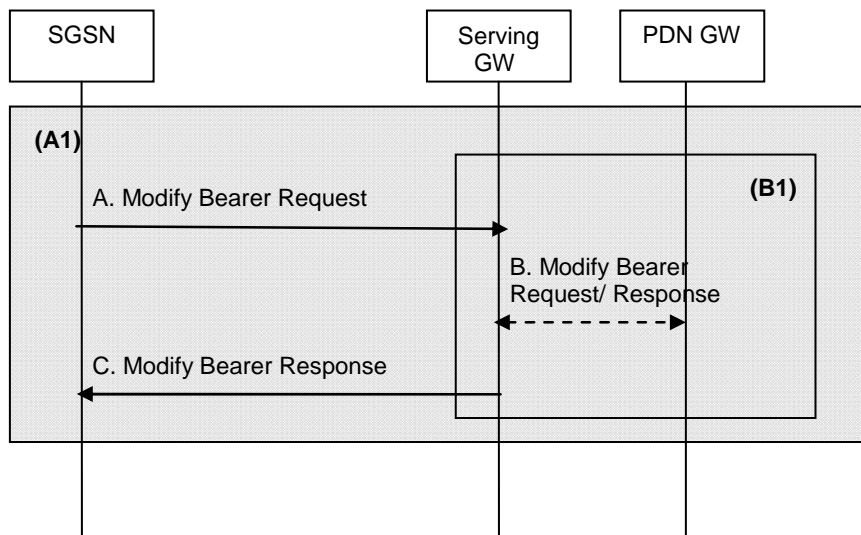 SGSN
Serving
GW
PDN GW
(A1)
(B1)
A. Modify Bearer Request
B. Modify Bearer
Request/ Response
C. Modify Bearer Response